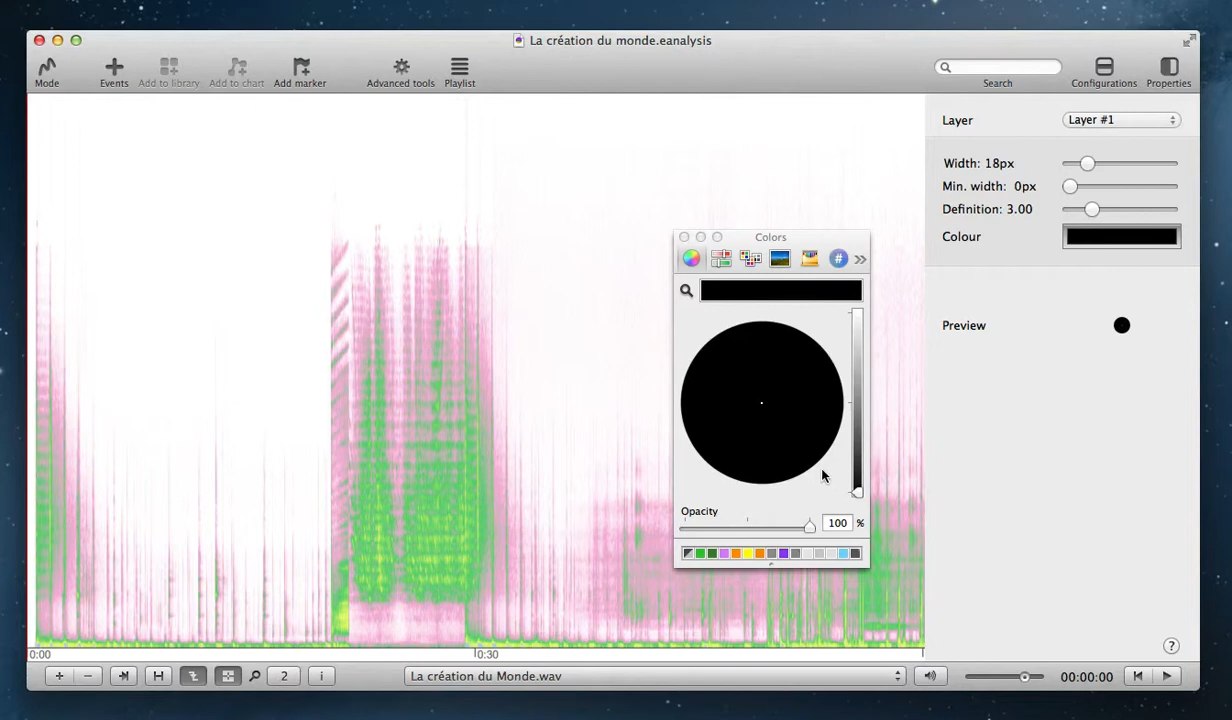 La création du monde.eanalysis
Mode
Events
Add to library
Add to chart
Add marker
Advanced tools
Playlist
Search
Configurations
Properties
Layer
Layer #1
Width: 18px
Min. width: 0px
Definition: 3.00
Colour
Preview
Colors
#
Opacity
100 %
0:00
0:30
?
2
i
La création du Monde.wav
00:00:00